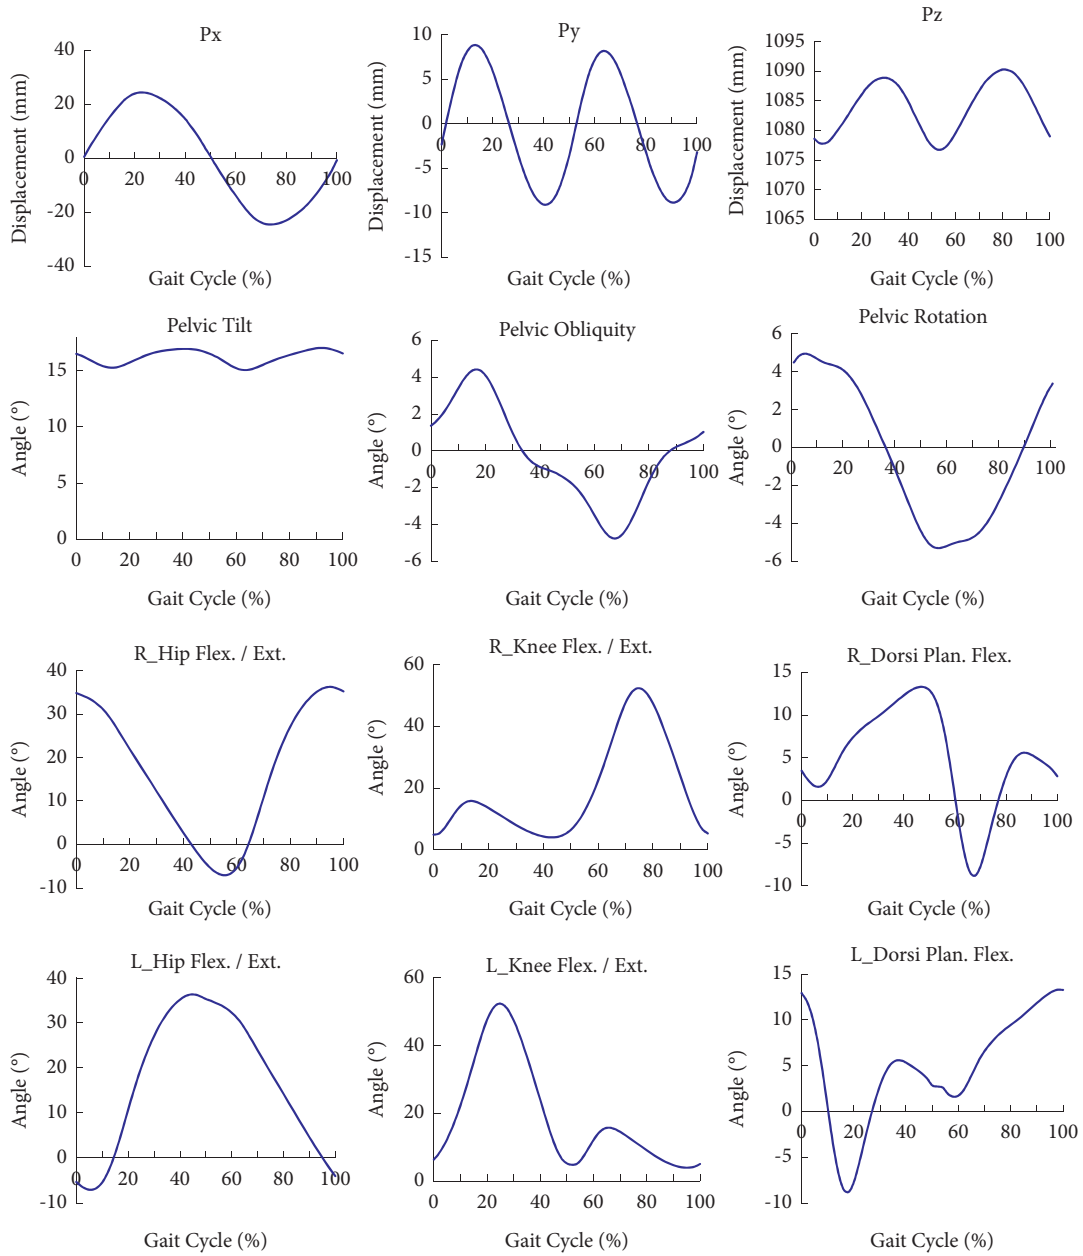 Px
Displacement (mm)
40
20
0
-20
-40
0 20 40 60 80 100
Gait Cycle (%)
Py
Displacement (mm)
10
5
0
-5
-10
-15
0 20 40 60 80 100
Gait Cycle (%)
Pz
Displacement (mm)
1095
1090
1085
1080
1075
1070
1065
0 20 40 60 80 100
Gait Cycle (%)
Pelvic Tilt
Angle (°)
15
10
5
0
0 20 40 60 80 100
Gait Cycle (%)
Pelvic Obliquity
Angle (°)
6
4
2
0
-2
-4
-6
0 20 40 60 80 100
Gait Cycle (%)
Pelvic Rotation
Angle (°)
6
4
2
0
-2
-4
-6
0 20 40 60 80 100
Gait Cycle (%)
R_Hip Flex. / Ext.
Angle (°)
40
30
20
10
0
-10
0 20 40 60 80 100
Gait Cycle (%)
R_Knee Flex. / Ext.
Angle (°)
60
40
20
0
0 20 40 60 80 100
Gait Cycle (%)
R_Dorsi Plan. Flex.
Angle (°)
15
10
5
0
-5
-10
0 20 40 60 80 100
Gait Cycle (%)
L_Hip Flex. / Ext.
Angle (°)
40
30
20
10
0
-10
0 20 40 60 80 100
Gait Cycle (%)
L_Knee Flex. / Ext.
Angle (°)
60
40
20
0
0 20 40 60 80 100
Gait Cycle (%)
L_Dorsi Plan. Flex.
Angle (°)
15
10
5
0
-5
-10
0 20 40 60 80 100
Gait Cycle (%)